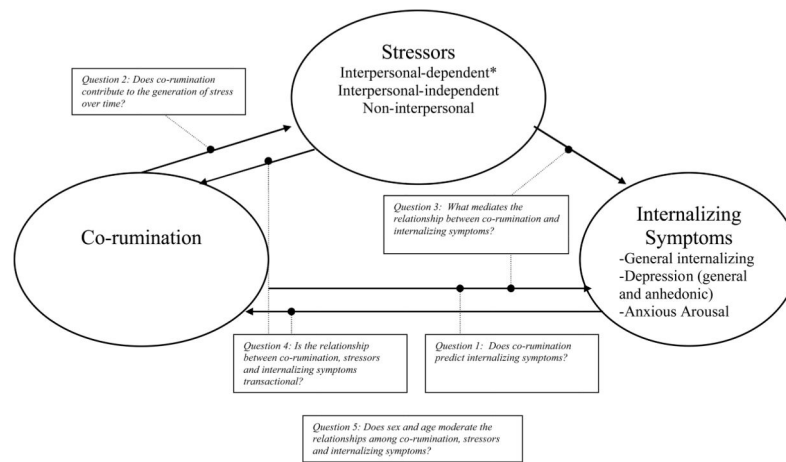 Stressors
Interpersonal-dependent*
Interpersonal-independent
Non-interpersonal
Question 2: Does co-rumination
contribute to the generation of stress
over time?
Question 3: What mediates the
relationship between co-rumination and
internalizing symptoms?
Co-rumination
Internalizing
Symptoms
-General internalizing
-Depression (general
and anhedonic)
-Anxious Arousal
Question 4: Is the relationship
between co-rumination, stressors
and internalizing symptoms
transactional?
Question 1: Does co-rumination
predict internalizing symptoms?
Question 5: Does sex and age moderate the
relationships among co-rumination, stressors
and internalizing symptoms?